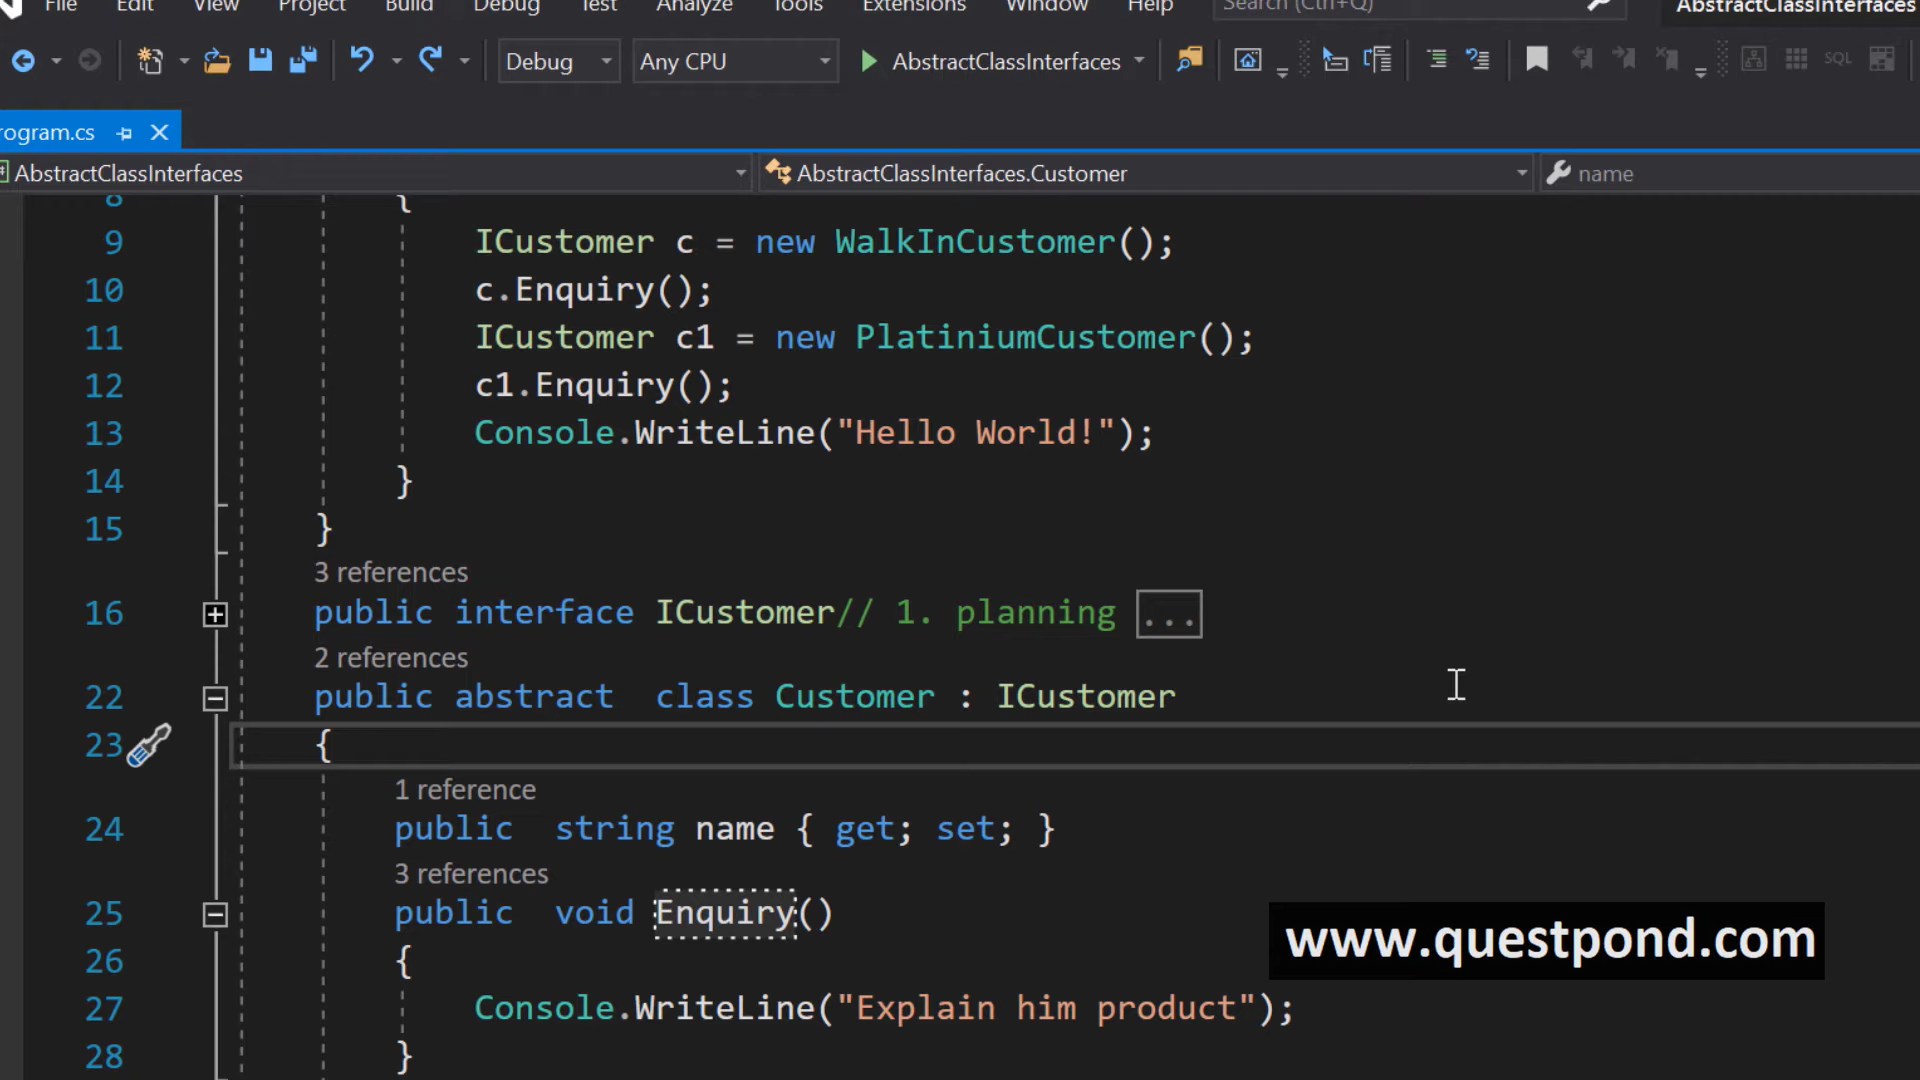 File Edit View Project Build Debug Test Analyze Tools Extensions Window Help Search (Ctrl+Q) AbstractClassInterfaces
Debug Any CPU AbstractClassInterfaces SQL
rogram.cs
AbstractClassInterfaces AbstractClassInterfaces.Customer name
8 {
9 ICustomer c = new WalkInCustomer();
10 c.Enquiry();
11 ICustomer c1 = new PlatiniumCustomer();
12 c1.Enquiry();
13 Console.WriteLine("Hello World!");
14 }
15 }
3 references
16 public interface ICustomer// 1. planning ...
2 references
22 public abstract  class Customer : ICustomer
23 {
1 reference
24 public  string name { get; set; }
3 references
25 public  void Enquiry()
26 {
27 Console.WriteLine("Explain him product");
28 }
www.questpond.com